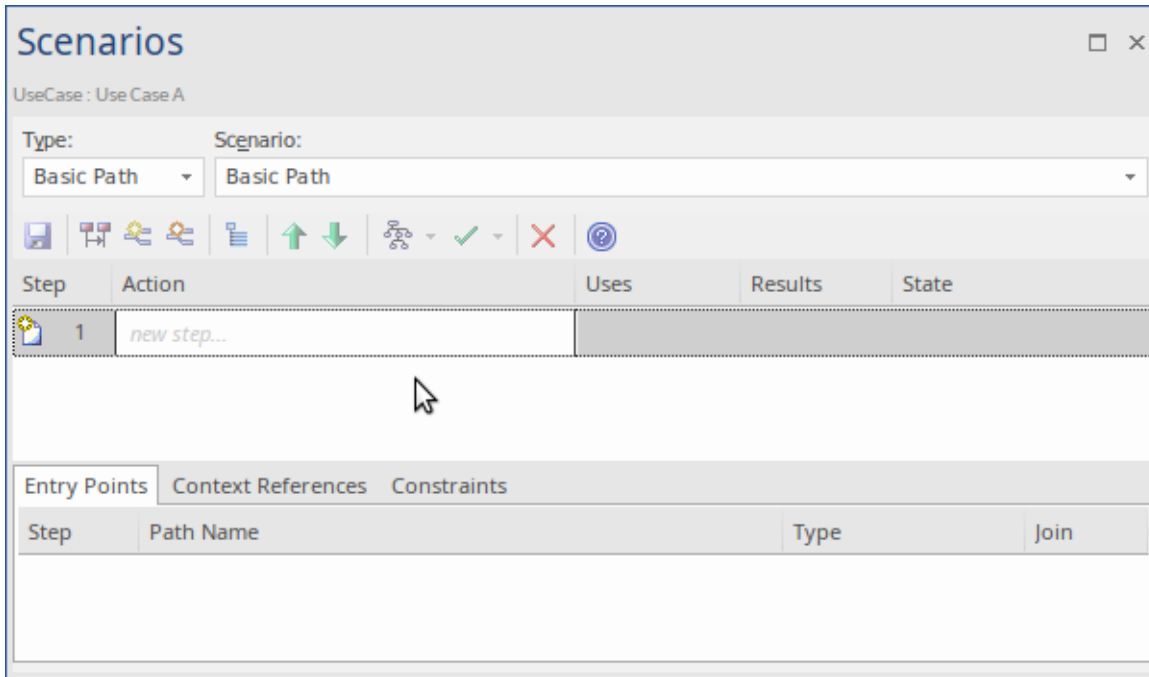 Scenarios
UseCase : Use Case A
Type: Scenario:
Basic Path Basic Path
Step Action Uses Results State
1 new step...
Entry Points Context References Constraints
Step Path Name Type Join